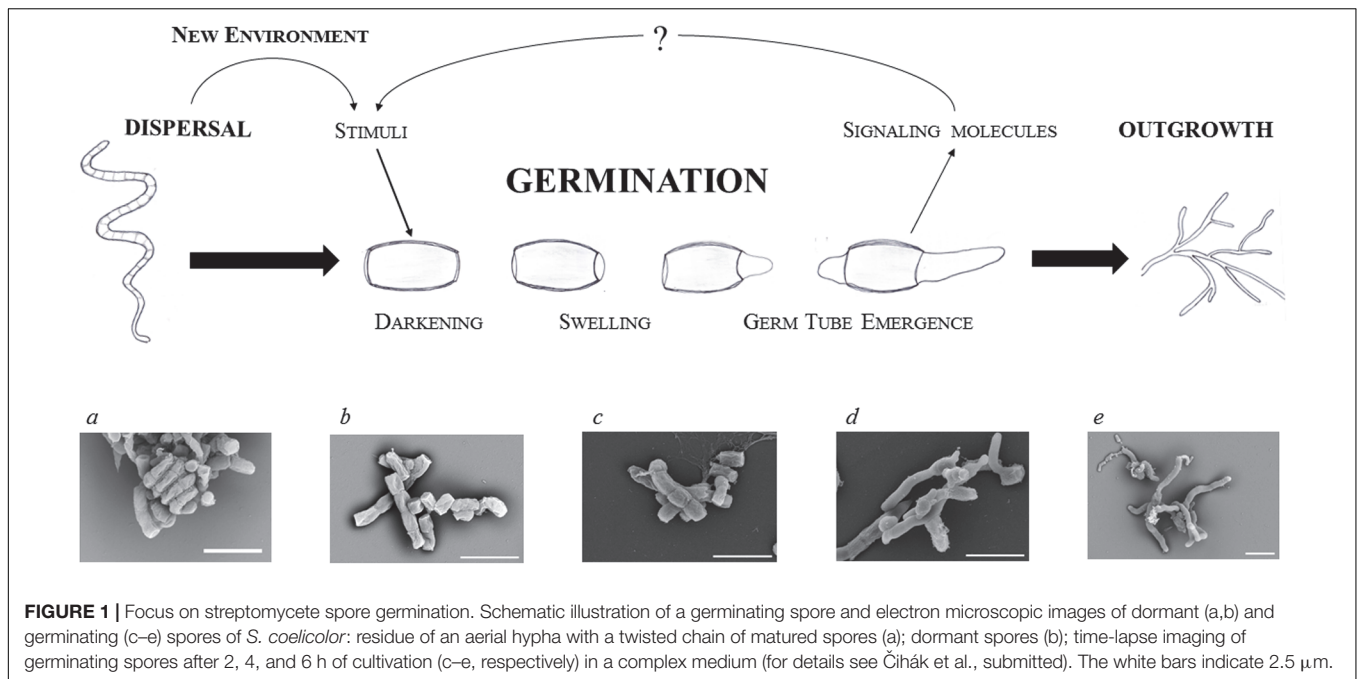 NEW ENVIRONMENT
?
DISPERSAL
STIMULI
SIGNALING MOLECULES
OUTGROWTH
GERMINATION
DARKENING
SWELLING
GERM TUBE EMERGENCE
a
b
c
d
e
FIGURE 1 | Focus on streptomycete spore germination. Schematic illustration of a germinating spore and electron microscopic images of dormant (a,b) and
germinating (c–e) spores of S. coelicolor: residue of an aerial hypha with a twisted chain of matured spores (a); dormant spores (b); time-lapse imaging of
germinating spores after 2, 4, and 6 h of cultivation (c–e, respectively) in a complex medium (for details see Čihák et al., submitted). The white bars indicate 2.5 μm.